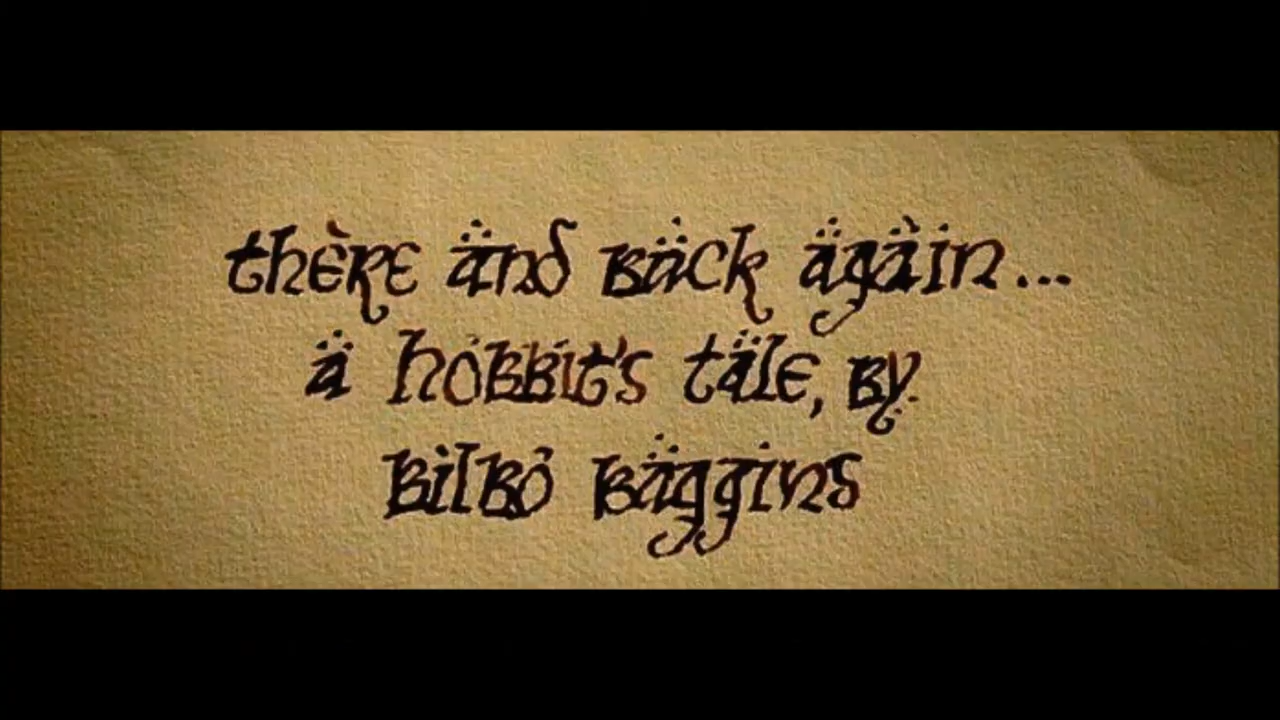 there and back again...
a hobbit's tale, by
bilbo baggins